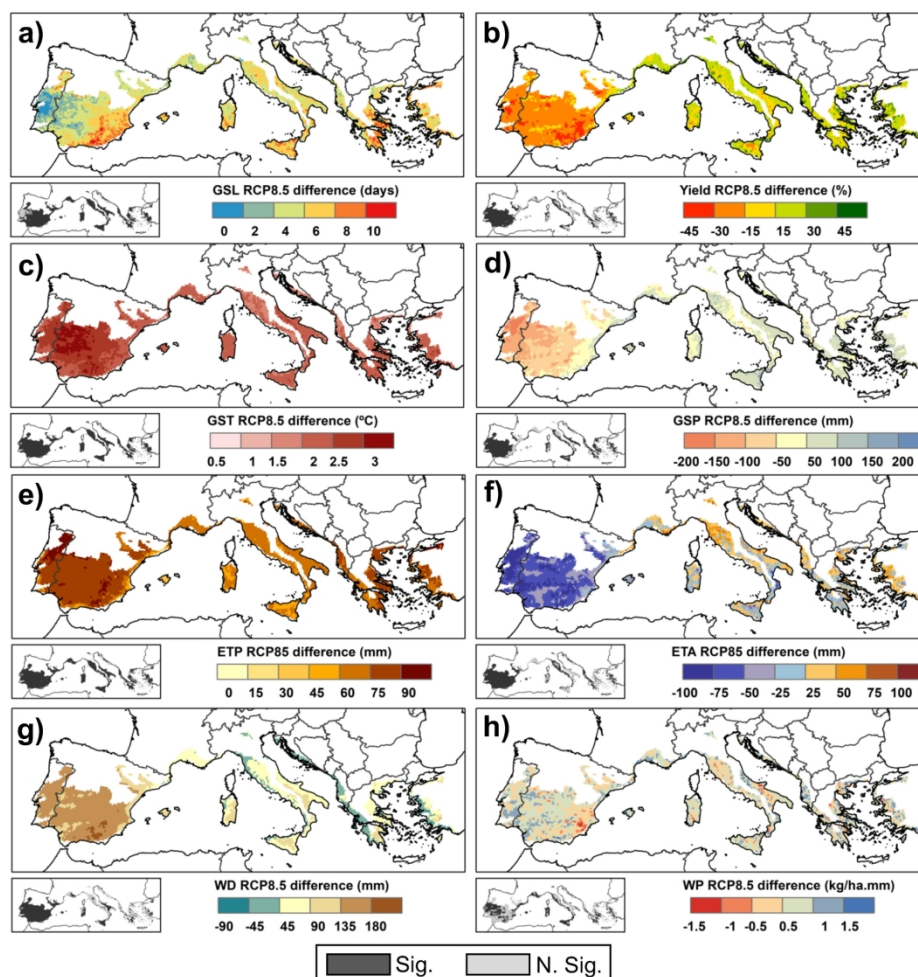 a)
b)
GSL RCP8.5 difference (days)
0 2 4 6 8 10
Yield RCP8.5 difference (%)
-45 -30 -15 15 30 45
c)
d)
GST RCP8.5 difference (ºC)
0.5 1 1.5 2 2.5 3
GSP RCP8.5 difference (mm)
-200 -150 -100 -50 50 100 150 200
e)
f)
ETP RCP85 difference (mm)
0 15 30 45 60 75 90
ETA RCP85 difference (mm)
-100 -75 -50 -25 25 50 75 100
g)
h)
WD RCP8.5 difference (mm)
-90 -45 45 90 135 180
WP RCP8.5 difference (kg/ha.mm)
-1.5 -1 -0.5 0.5 1 1.5
Sig. N. Sig.